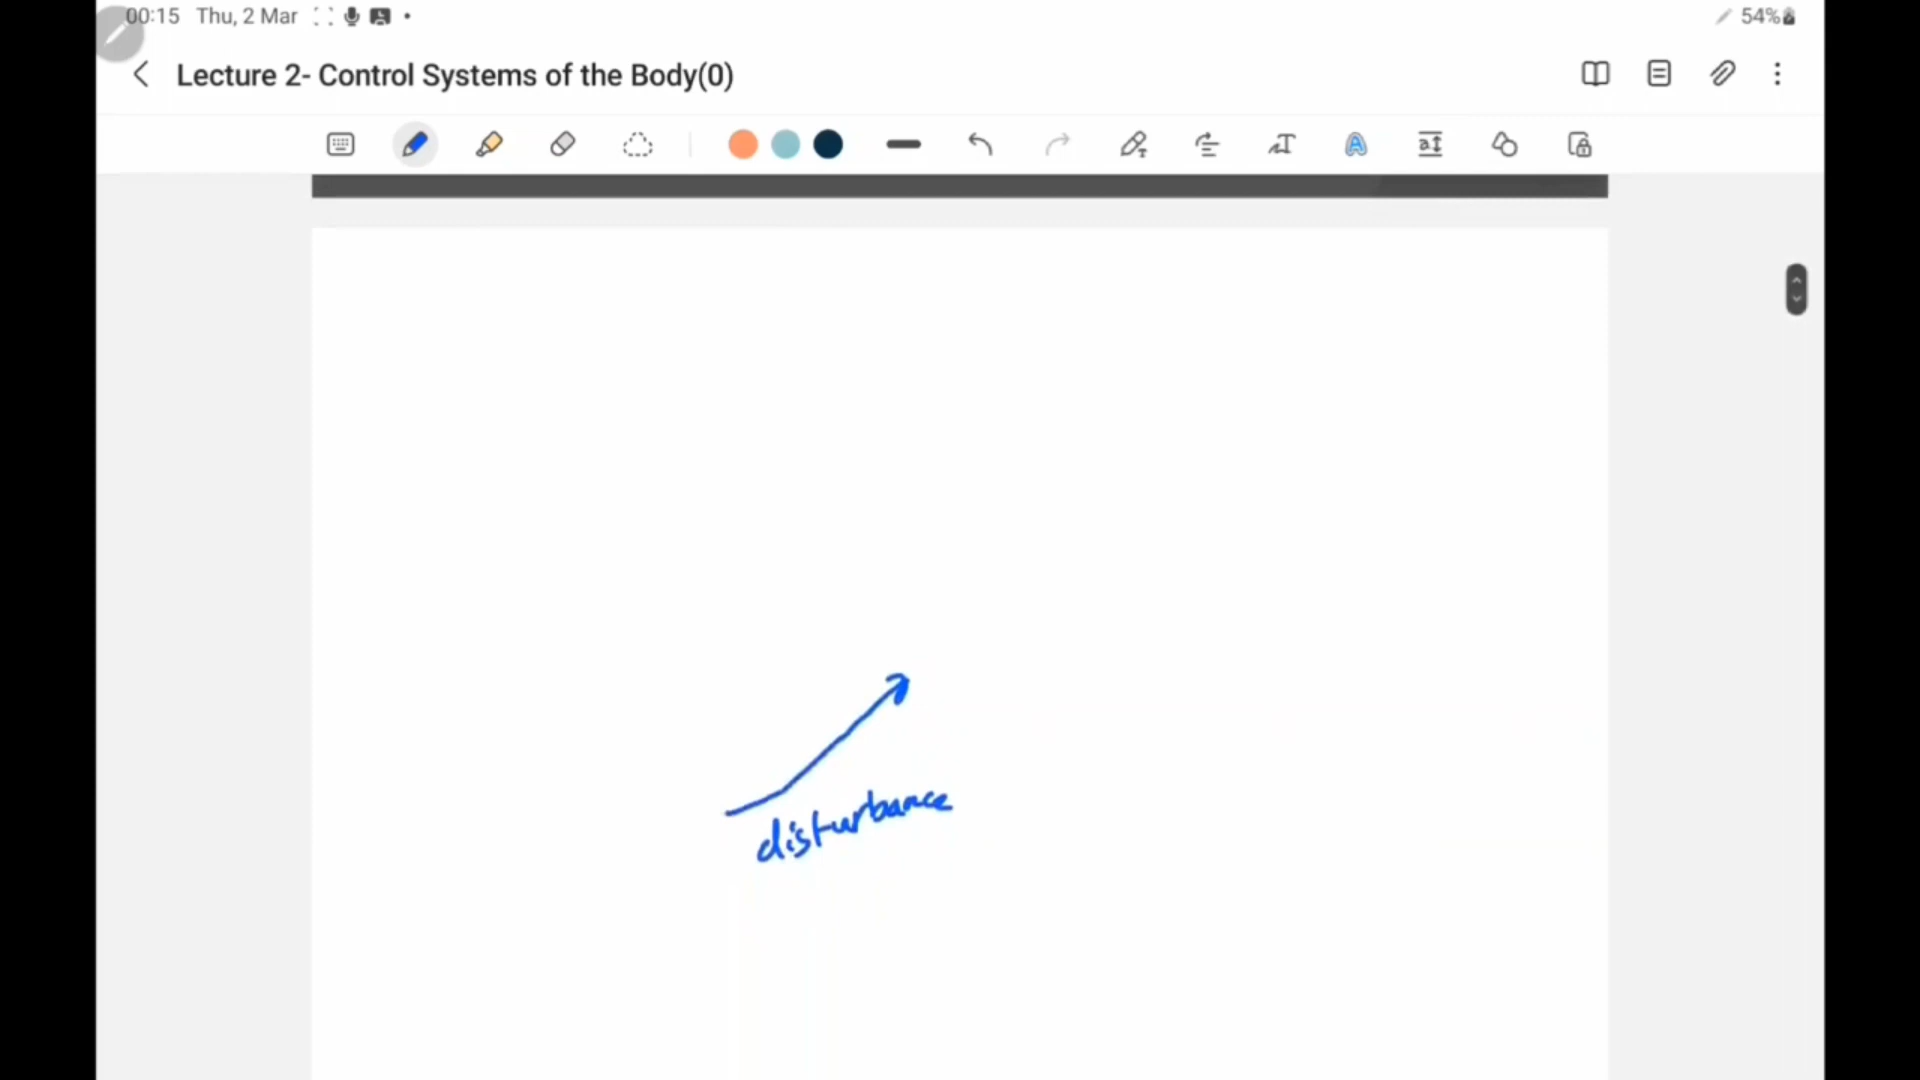 00:15 Thu, 2 Mar
54%
Lecture 2- Control Systems of the Body(0)
disturbance